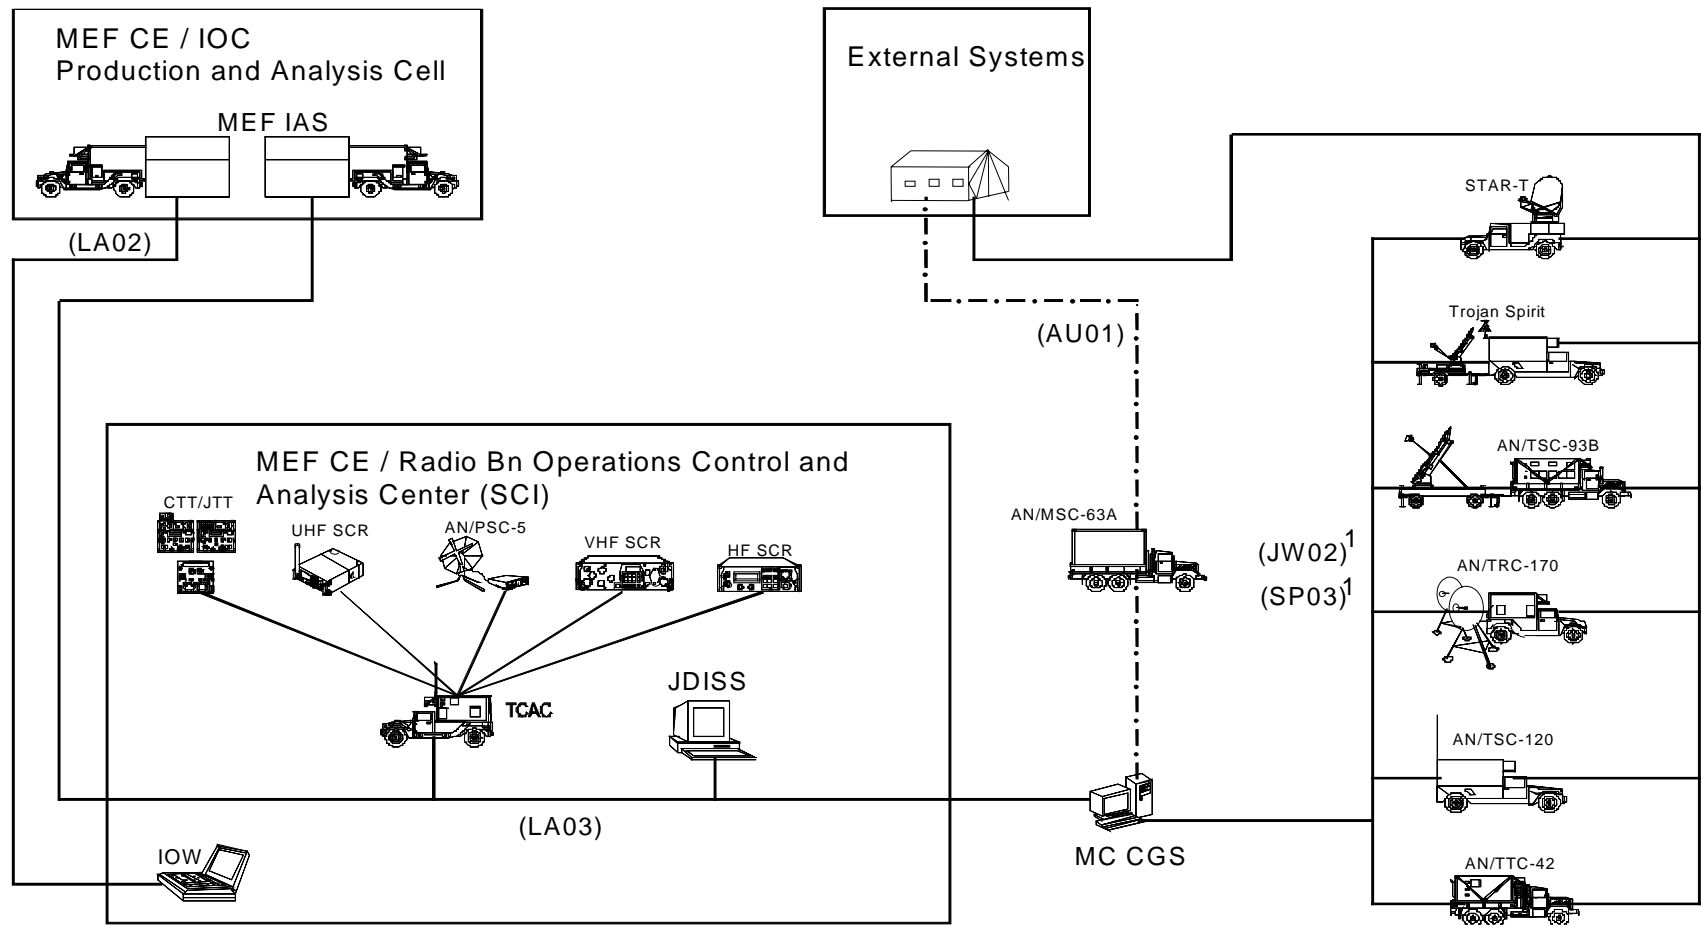 MEF CE / IOC
Production and Analysis Cell
MEF IAS
(LA02)
External Systems
(AU01)
STAR-T
Trojan Spirit
AN/TSC-93B
AN/MSC-63A
(JW02)1
(SP03)1
AN/TRC-170
AN/TSC-120
AN/TTC-42
MEF CE / Radio Bn Operations Control and
Analysis Center (SCI)
CTT/JTT
UHF SCR
AN/PSC-5
VHF SCR
HF SCR
TCAC
JDISS
(LA03)
IOW
MC CGS